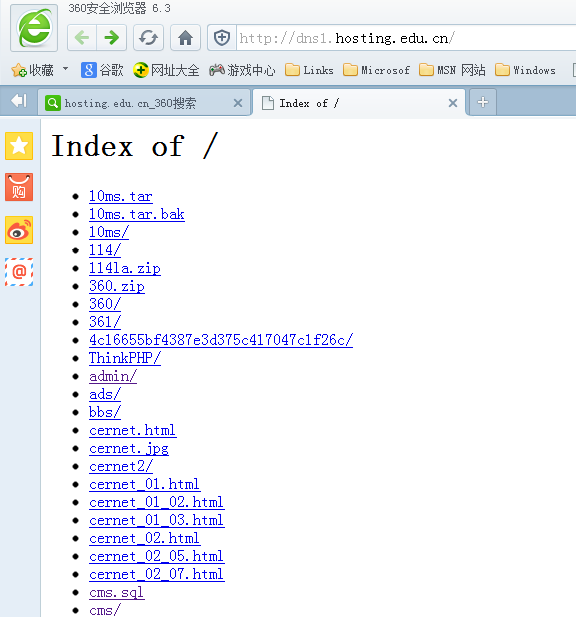 360安全浏览器 6.3
http://dns1.hosting.edu.cn/
收藏 谷歌 网址大全 游戏中心 Links Microsof MSN 网站 Windows
hosting.edu.cn_360搜索 Index of /
Index of /
10ms.tar
10ms.tar.bak
10ms/
114/
114la.zip
360.zip
360/
361/
4c16655bf4387e3d375c417047c1f26c/
ThinkPHP/
admin/
ads/
bbs/
cernet.html
cernet.jpg
cernet2/
cernet_01.html
cernet_01_02.html
cernet_01_03.html
cernet_02.html
cernet_02_05.html
cernet_02_07.html
cms.sql
cms/
购
@